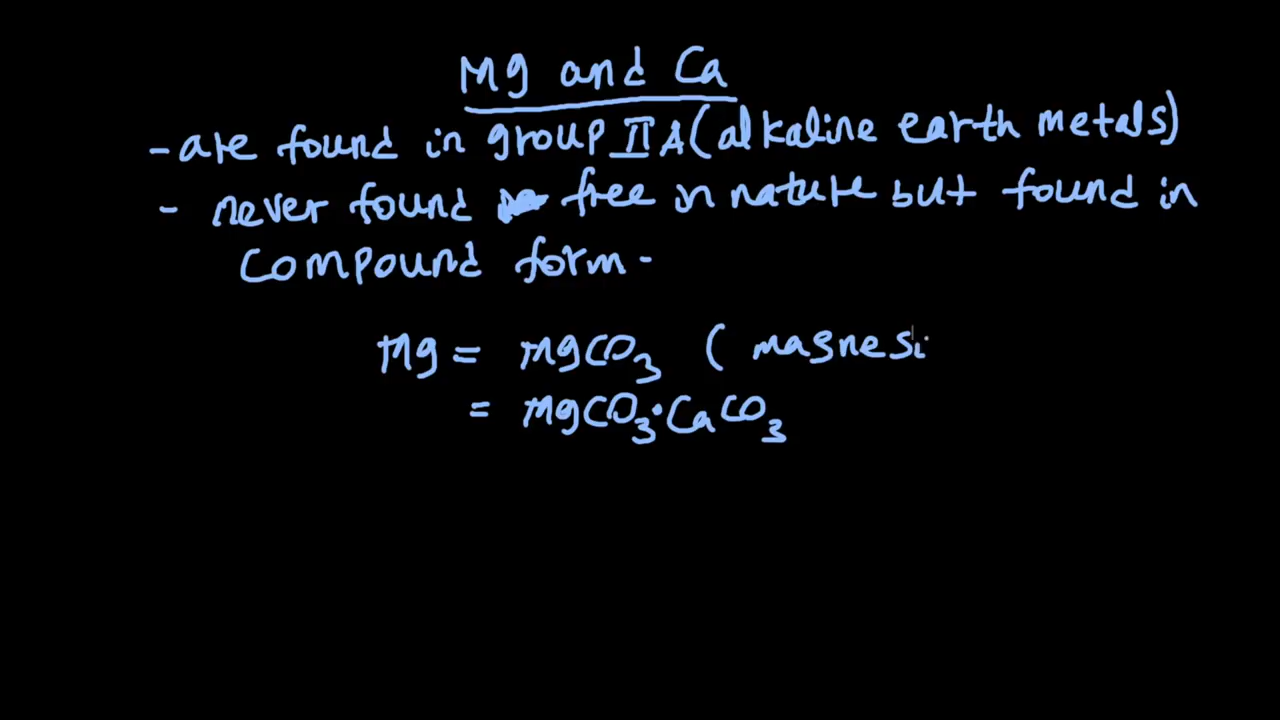 Mg and Ca
- are found in group IIA (alkaline earth metals)
- never found free in nature but found in
compound form.
Mg = MgCO₃ (magnesi
= MgCO₃·CaCO₃